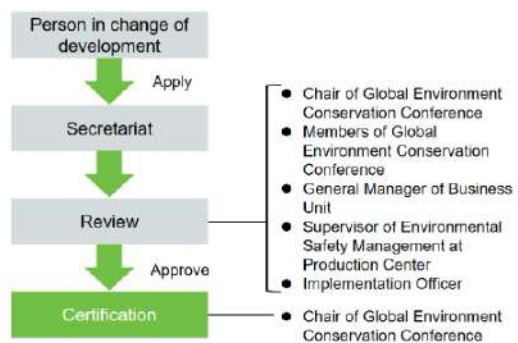 Person in change of
development
Apply
Secretariat
Review
Approve
Certification
● Chair of Global Environment
Conservation Conference
● Members of Global
Environment Conservation
Conference
● General Manager of Business
Unit
● Supervisor of Environmental
Safety Management at
Production Center
● Implementation Officer
● Chair of Global Environment
Conservation Conference